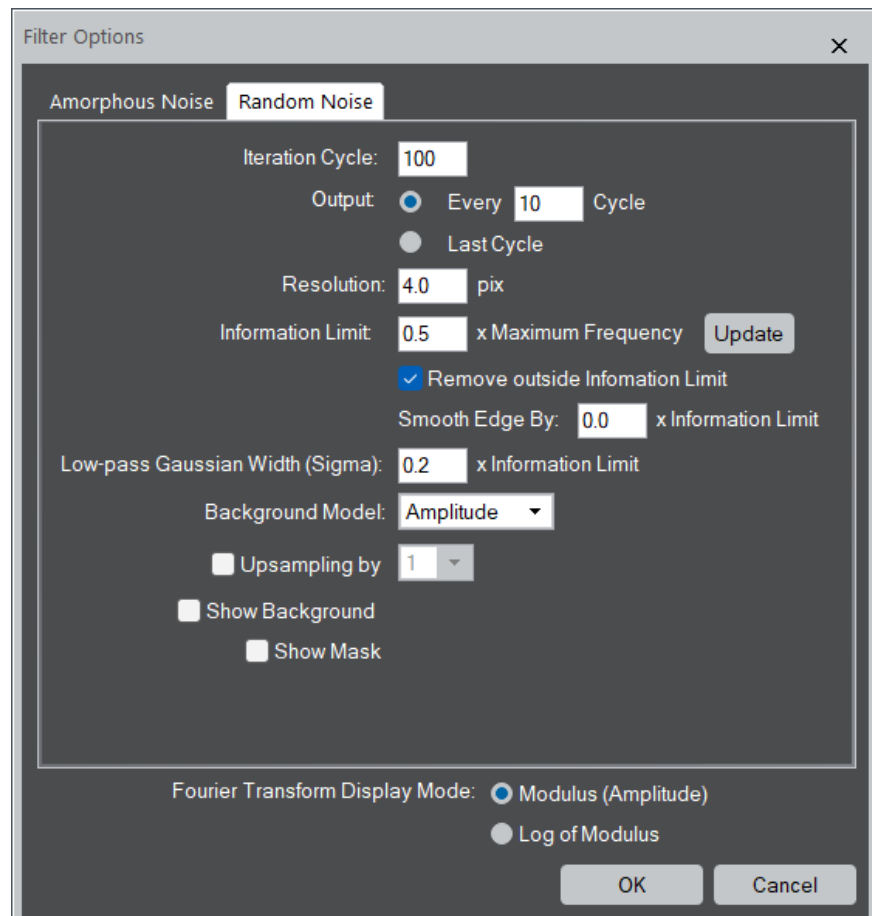 Filter Options
Amorphous Noise Random Noise
Iteration Cycle: 100
Output: Every 10 Cycle
Last Cycle
Resolution: 4.0 pix
Information Limit: 0.5 x Maximum Frequency Update
Remove outside Infomation Limit
Smooth Edge By: 0.0 x Information Limit
Low-pass Gaussian Width (Sigma): 0.2 x Information Limit
Background Model: Amplitude
Upsampling by 1
Show Background
Show Mask
Fourier Transform Display Mode: Modulus (Amplitude)
Log of Modulus
OK Cancel